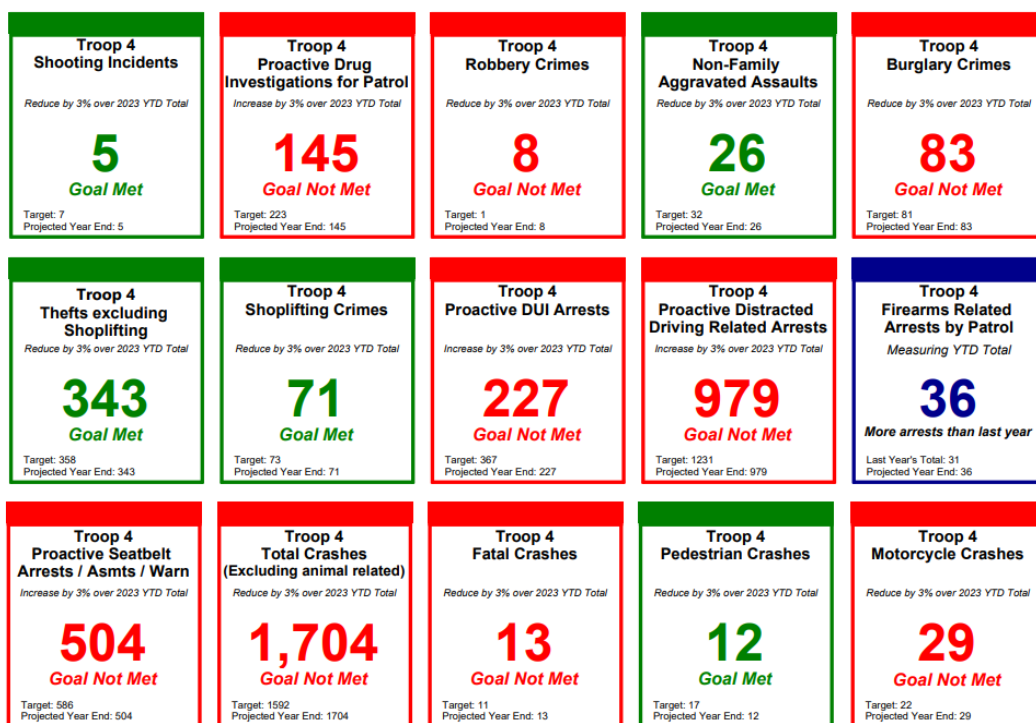 Troop 4
Shooting Incidents
Reduce by 3% over 2023 YTD Total
5
Goal Met
Target: 7
Projected Year End: 5
Troop 4
Proactive Drug
Investigations for Patrol
Increase by 3% over 2023 YTD Total
145
Goal Not Met
Target: 223
Projected Year End: 145
Troop 4
Robbery Crimes
Reduce by 3% over 2023 YTD Total
8
Goal Not Met
Target: 1
Projected Year End: 8
Troop 4
Non-Family
Aggravated Assaults
Reduce by 3% over 2023 YTD Total
26
Goal Met
Target: 32
Projected Year End: 26
Troop 4
Burglary Crimes
Reduce by 3% over 2023 YTD Total
83
Goal Not Met
Target: 81
Projected Year End: 83
Troop 4
Thefts excluding
Shoplifting
Reduce by 3% over 2023 YTD Total
343
Goal Met
Target: 358
Projected Year End: 343
Troop 4
Shoplifting Crimes
Reduce by 3% over 2023 YTD Total
71
Goal Met
Target: 73
Projected Year End: 71
Troop 4
Proactive DUI Arrests
Increase by 3% over 2023 YTD Total
227
Goal Not Met
Target: 367
Projected Year End: 227
Troop 4
Proactive Distracted
Driving Related Arrests
Increase by 3% over 2023 YTD Total
979
Goal Not Met
Target: 1231
Projected Year End: 979
Troop 4
Firearms Related
Arrests by Patrol
Measuring YTD Total
36
More arrests than last year
Last Year's Total: 31
Projected Year End: 36
Troop 4
Proactive Seatbelt
Arrests / Asmts / Warn
Increase by 3% over 2023 YTD Total
504
Goal Not Met
Target: 586
Projected Year End: 504
Troop 4
Total Crashes
(Excluding animal related)
Reduce by 3% over 2023 YTD Total
1,704
Goal Not Met
Target: 1592
Projected Year End: 1704
Troop 4
Fatal Crashes
Reduce by 3% over 2023 YTD Total
13
Goal Not Met
Target: 11
Projected Year End: 13
Troop 4
Pedestrian Crashes
Reduce by 3% over 2023 YTD Total
12
Goal Met
Target: 17
Projected Year End: 12
Troop 4
Motorcycle Crashes
Reduce by 3% over 2023 YTD Total
29
Goal Not Met
Target: 22
Projected Year End: 29